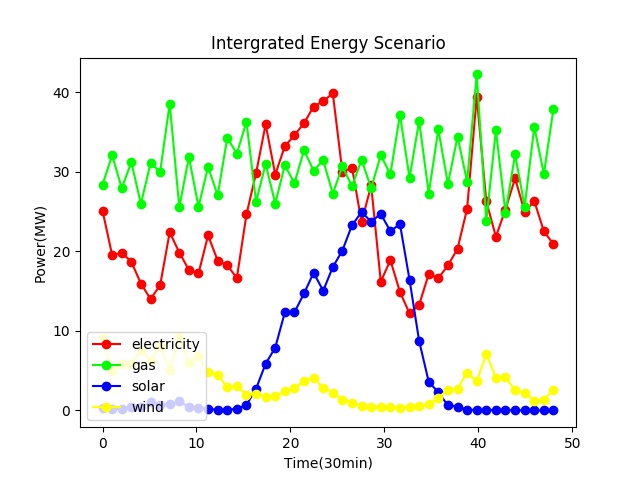 Intergrated Energy Scenario
Power(MW)
40
30
20
10
0
electricity
gas
solar
wind
0 10 20 30 40 50
Time(30min)